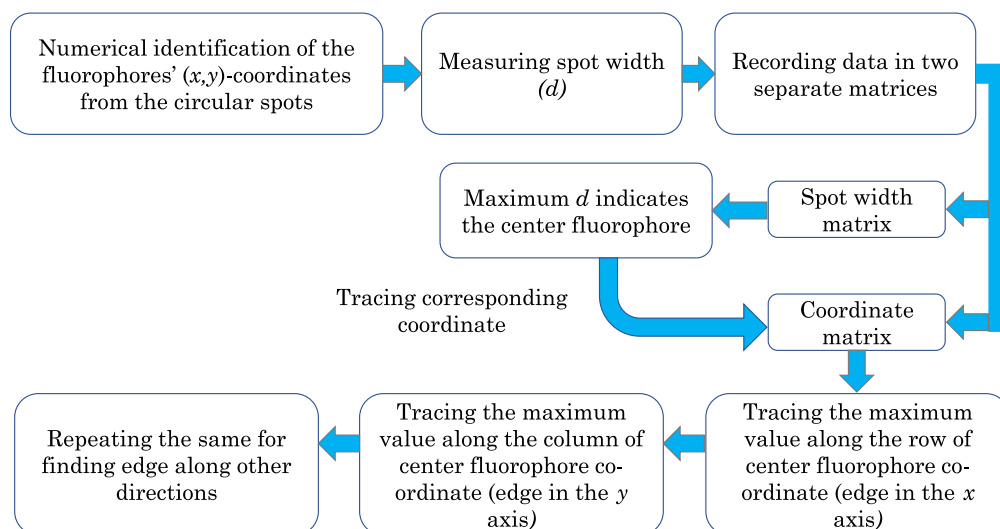 Numerical identification of the
fluorophores' (x,y)-coordinates
from the circular spots
Measuring spot width
(d)
Recording data in two
separate matrices
Maximum d indicates
the center fluorophore
Spot width
matrix
Tracing corresponding
coordinate
Coordinate
matrix
Repeating the same for
finding edge along other
directions
Tracing the maximum
value along the column of
center fluorophore co-
ordinate (edge in the y
axis)
Tracing the maximum
value along the row of
center fluorophore co-
ordinate (edge in the x
axis)